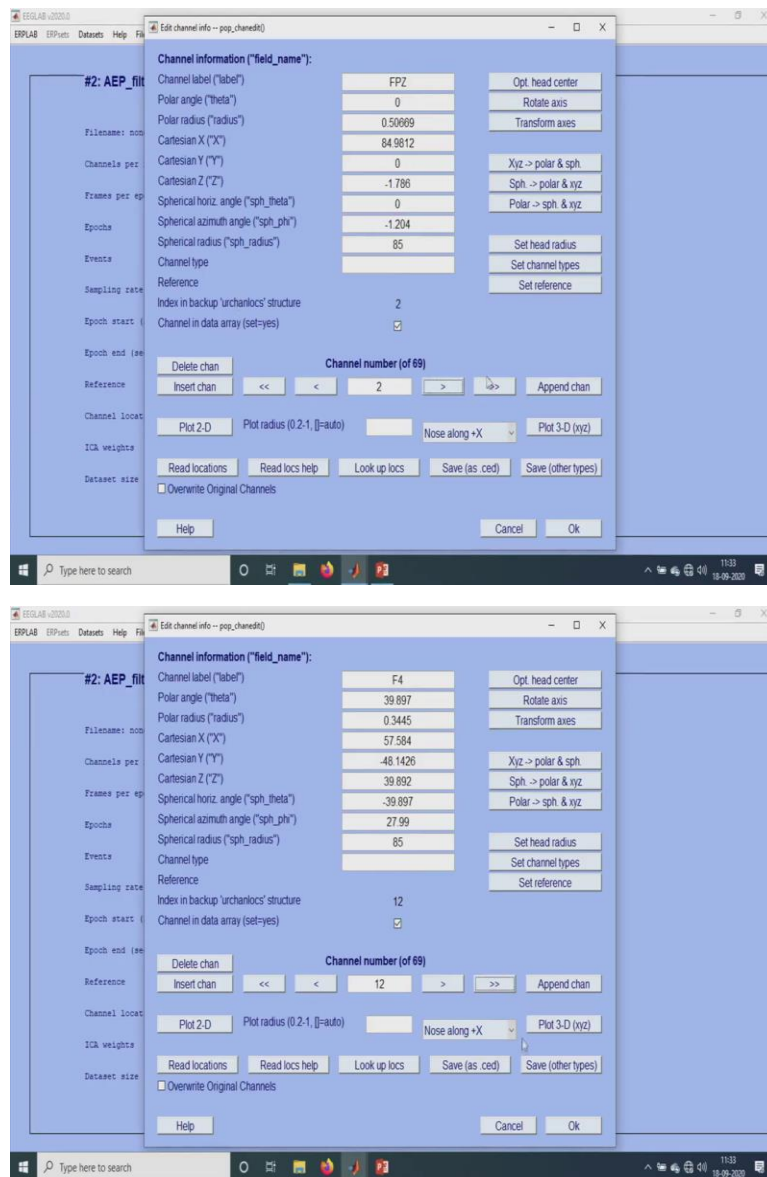 EEGLAB v2020.0
ERPLAB ERPsets Datasets Help Fil
Edit channel info -- pop_chanedit()
#2: AEP_filt
Filename: non
Channels per
Frames per ep
Epochs
Events
Sampling rate
Epoch start (
Epoch end (se
Reference
Channel locat
ICA weights
Dataset size
Channel information ("field_name"):
Channel label ("label") FPZ Opt. head center
Polar angle ("theta") 0 Rotate axis
Polar radius ("radius") 0.50669 Transform axes
Cartesian X ("X") 84.9812
Cartesian Y ("Y") 0 Xyz -> polar & sph.
Cartesian Z ("Z") -1.786 Sph. -> polar & xyz
Spherical horiz. angle ("sph_theta") 0 Polar -> sph. & xyz
Spherical azimuth angle ("sph_phi") -1.204
Spherical radius ("sph_radius") 85 Set head radius
Channel type Set channel types
Reference Set reference
Index in backup 'urchanlocs' structure 2
Channel in data array (set=yes)
Delete chan Channel number (of 69)
Insert chan << < 2 > >> Append chan
Plot 2-D Plot radius (0.2-1, []=auto) Nose along +X Plot 3-D (xyz)
Read locations Read locs help Look up locs Save (as .ced) Save (other types)
Overwrite Original Channels
Help Cancel Ok
Type here to search 11:33
18-09-2020
EEGLAB v2020.0
ERPLAB ERPsets Datasets Help Fil
Edit channel info -- pop_chanedit()
#2: AEP_filt
Filename: non
Channels per
Frames per ep
Epochs
Events
Sampling rate
Epoch start (
Epoch end (se
Reference
Channel locat
ICA weights
Dataset size
Channel information ("field_name"):
Channel label ("label") F4 Opt. head center
Polar angle ("theta") 39.897 Rotate axis
Polar radius ("radius") 0.3445 Transform axes
Cartesian X ("X") 57.584
Cartesian Y ("Y") -48.1426 Xyz -> polar & sph.
Cartesian Z ("Z") 39.892 Sph. -> polar & xyz
Spherical horiz. angle ("sph_theta") -39.897 Polar -> sph. & xyz
Spherical azimuth angle ("sph_phi") 27.99
Spherical radius ("sph_radius") 85 Set head radius
Channel type Set channel types
Reference Set reference
Index in backup 'urchanlocs' structure 12
Channel in data array (set=yes)
Delete chan Channel number (of 69)
Insert chan << < 12 > >> Append chan
Plot 2-D Plot radius (0.2-1, []=auto) Nose along +X Plot 3-D (xyz)
Read locations Read locs help Look up locs Save (as .ced) Save (other types)
Overwrite Original Channels
Help Cancel Ok
Type here to search 11:33
18-09-2020